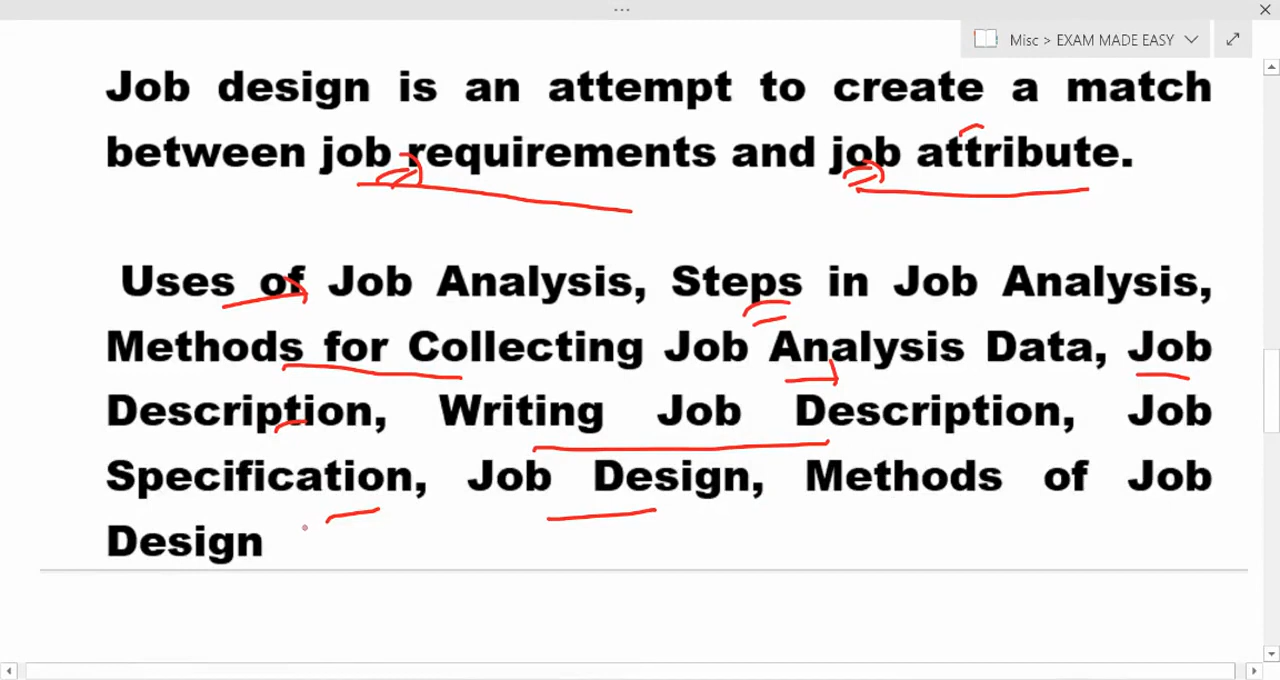 ...
Misc > EXAM MADE EASY
Job design is an attempt to create a match
between job requirements and job attribute.
Uses of Job Analysis, Steps in Job Analysis,
Methods for Collecting Job Analysis Data, Job
Description, Writing Job Description, Job
Specification, Job Design, Methods of Job
Design